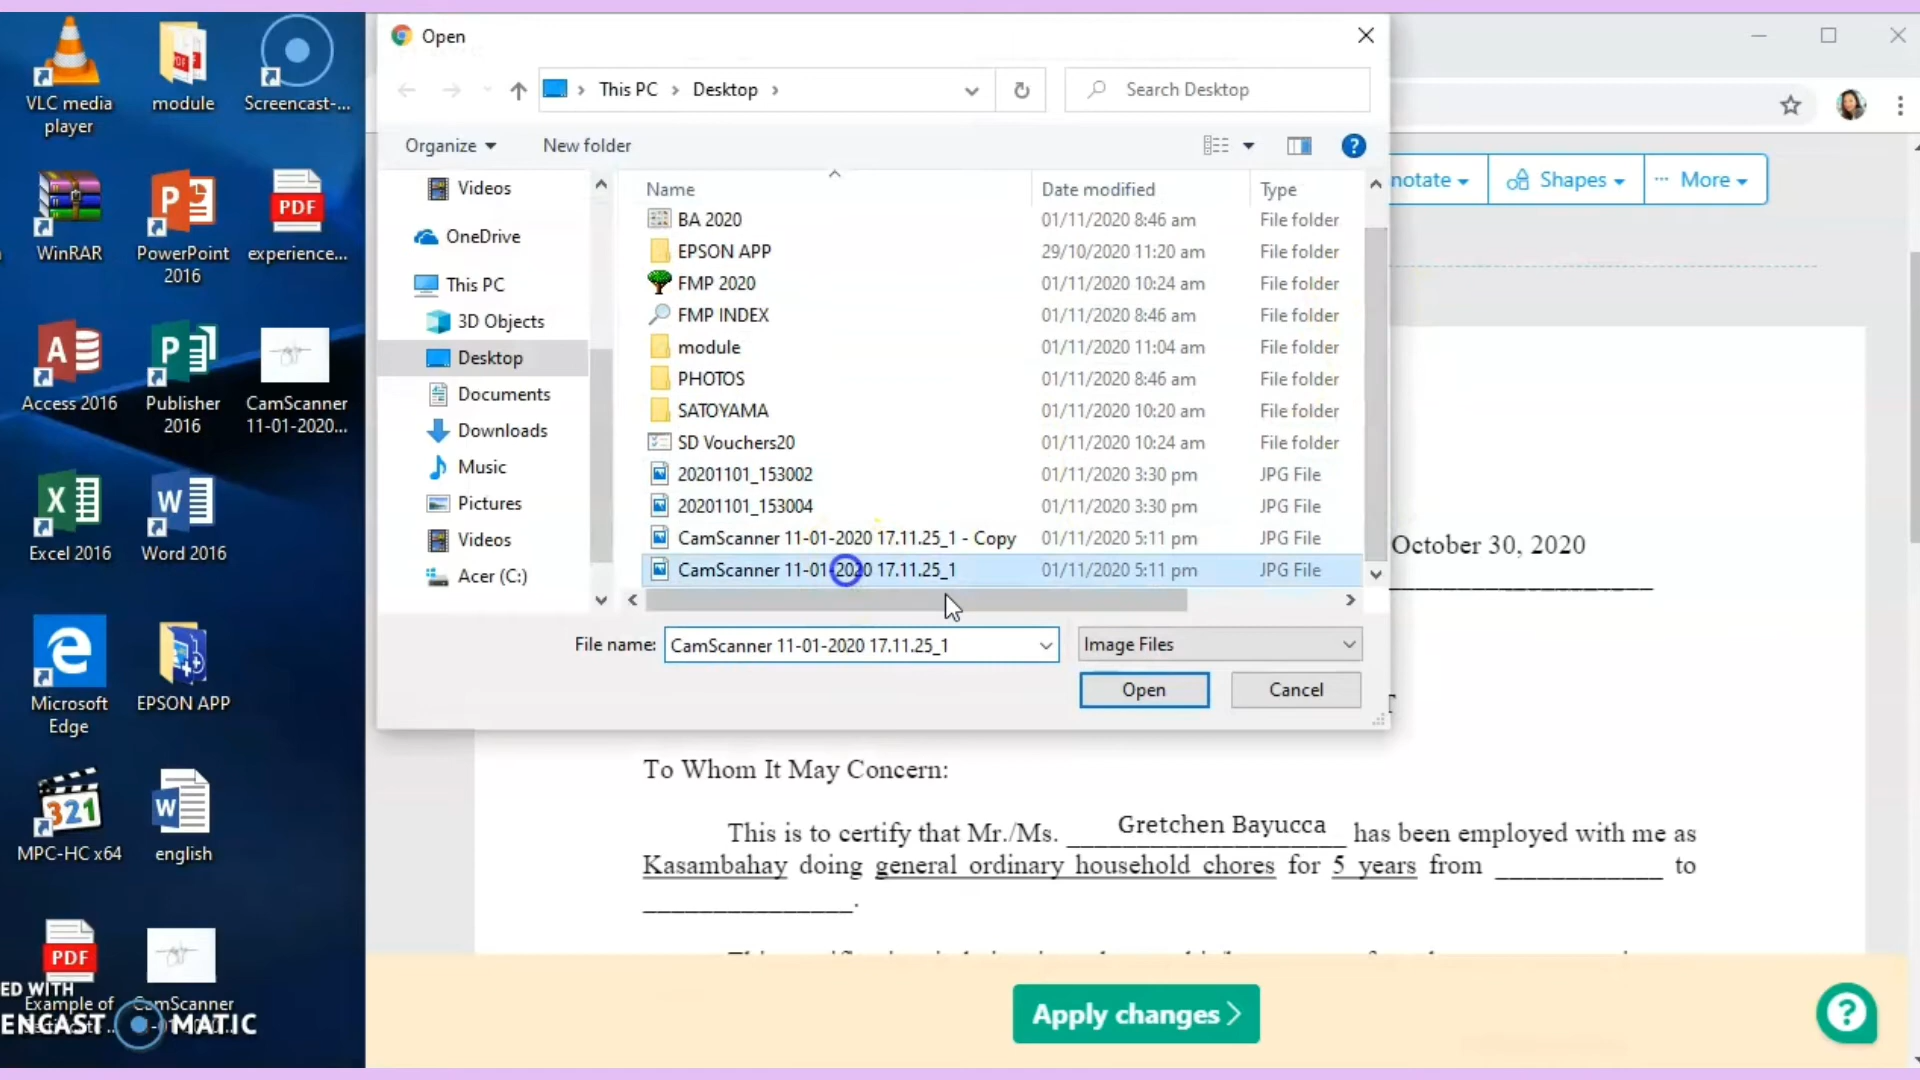 VLC media player
module
Screencast-...
WinRAR
PowerPoint 2016
PDF
experience...
Access 2016
Publisher 2016
CamScanner 11-01-2020...
Excel 2016
Word 2016
Microsoft Edge
EPSON APP
321
MPC-HC x64
english
PDF
Example of
CamScanner
ED WITH
ENCAST MATIC
Open
This PC > Desktop >
Search Desktop
Organize
New folder
Videos
OneDrive
This PC
3D Objects
Desktop
Documents
Downloads
Music
Pictures
Videos
Acer (C:)
Name Date modified Type
BA 2020 01/11/2020 8:46 am File folder
EPSON APP 29/10/2020 11:20 am File folder
FMP 2020 01/11/2020 10:24 am File folder
FMP INDEX 01/11/2020 8:46 am File folder
module 01/11/2020 11:04 am File folder
PHOTOS 01/11/2020 8:46 am File folder
SATOYAMA 01/11/2020 10:20 am File folder
SD Vouchers20 01/11/2020 10:24 am File folder
20201101_153002 01/11/2020 3:30 pm JPG File
20201101_153004 01/11/2020 3:30 pm JPG File
CamScanner 11-01-2020 17.11.25_1 - Copy 01/11/2020 5:11 pm JPG File
CamScanner 11-01-2020 17.11.25_1 01/11/2020 5:11 pm JPG File
File name: CamScanner 11-01-2020 17.11.25_1
Image Files
Open
Cancel
notate
Shapes
More
October 30, 2020
To Whom It May Concern:
This is to certify that Mr./Ms. Gretchen Bayucca has been employed with me as
Kasambahay doing general ordinary household chores for 5 years from ____________ to
_______________.
Apply changes